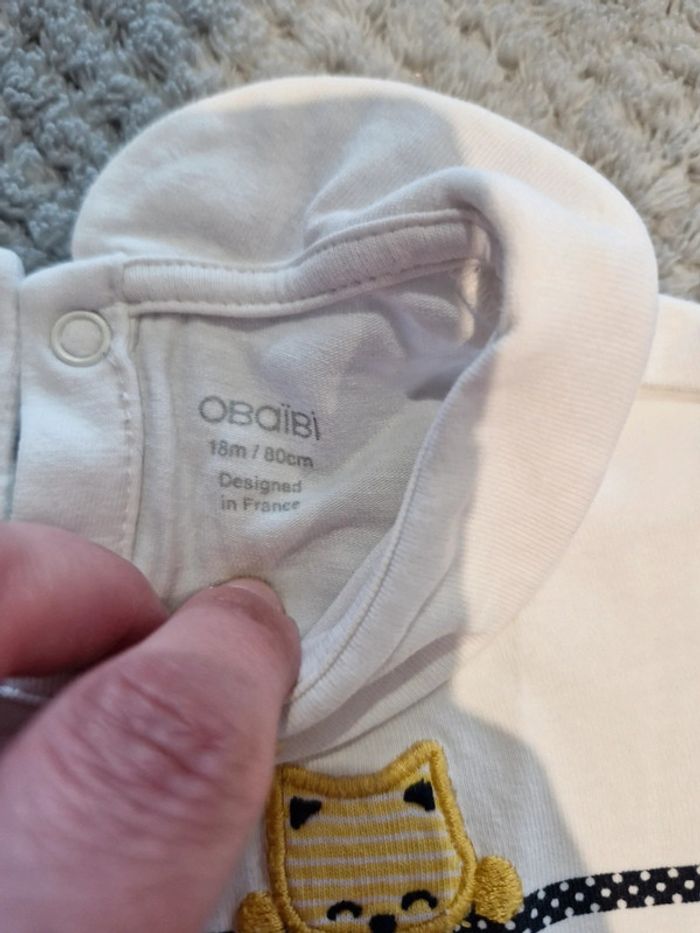 OBaïBi
18m / 80cm
Designed
in France